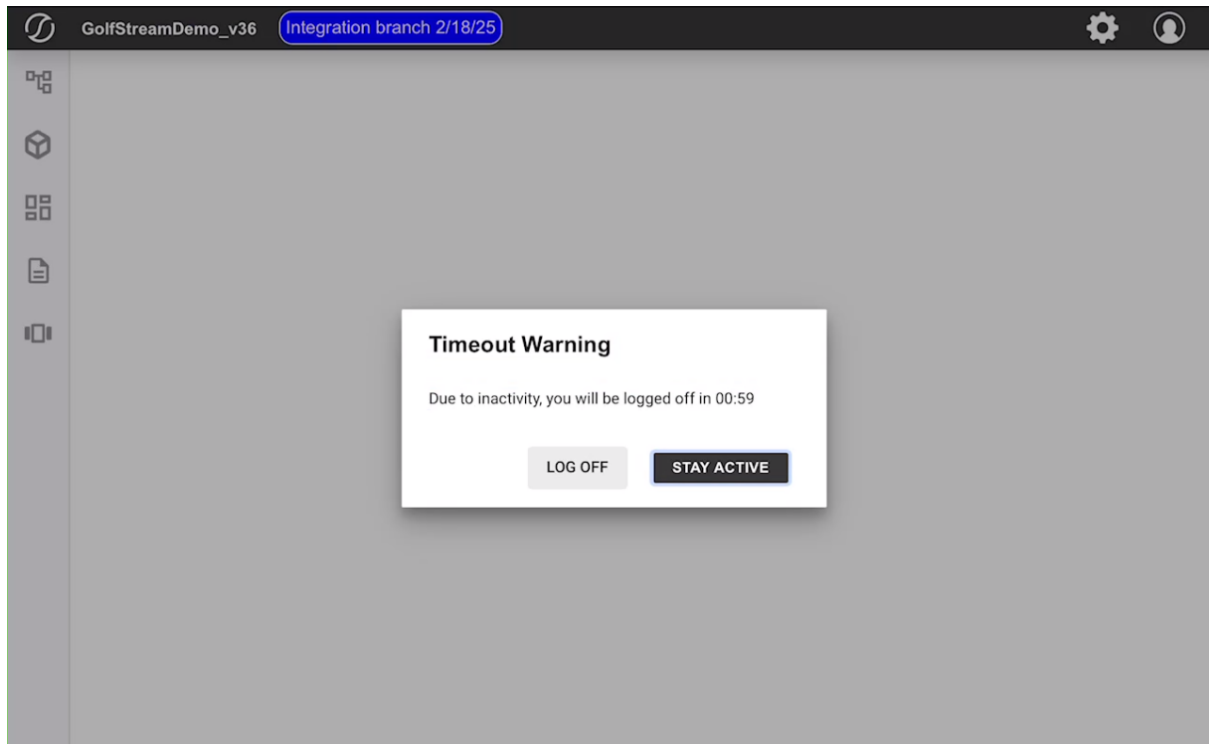 GolfStreamDemo_v36 Integration branch 2/18/25
Timeout Warning
Due to inactivity, you will be logged off in 00:59
LOG OFF STAY ACTIVE